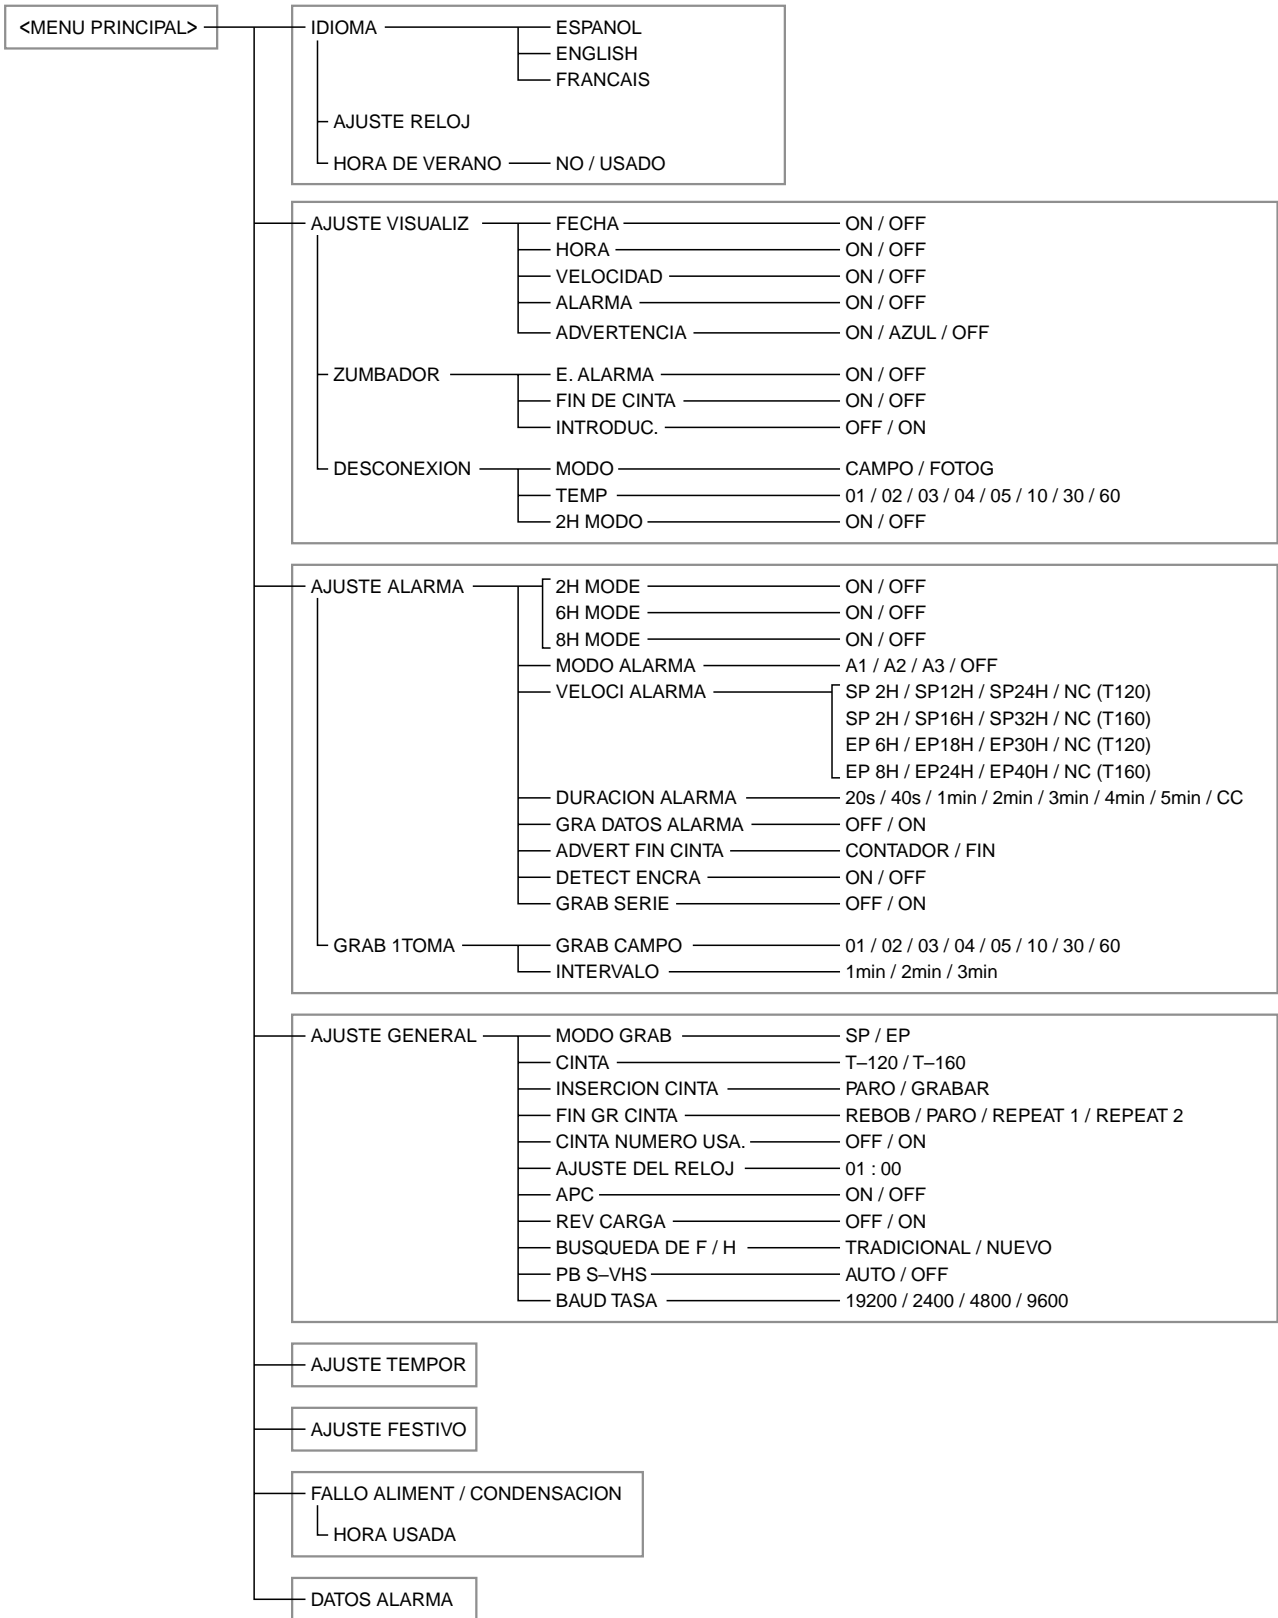 <MENU PRINCIPAL> IDIOMA ESPANOL
ENGLISH
FRANCAIS
AJUSTE RELOJ
HORA DE VERANO NO / USADO
AJUSTE VISUALIZ FECHA ON / OFF
HORA ON / OFF
VELOCIDAD ON / OFF
ALARMA ON / OFF
ADVERTENCIA ON / AZUL / OFF
ZUMBADOR E. ALARMA ON / OFF
FIN DE CINTA ON / OFF
INTRODUC. OFF / ON
DESCONEXION MODO CAMPO / FOTOG
TEMP 01 / 02 / 03 / 04 / 05 / 10 / 30 / 60
2H MODO ON / OFF
AJUSTE ALARMA 2H MODE ON / OFF
6H MODE ON / OFF
8H MODE ON / OFF
MODO ALARMA A1 / A2 / A3 / OFF
VELOCI ALARMA SP 2H / SP12H / SP24H / NC (T120)
SP 2H / SP16H / SP32H / NC (T160)
EP 6H / EP18H / EP30H / NC (T120)
EP 8H / EP24H / EP40H / NC (T160)
DURACION ALARMA 20s / 40s / 1min / 2min / 3min / 4min / 5min / CC
GRA DATOS ALARMA OFF / ON
ADVERT FIN CINTA CONTADOR / FIN
DETECT ENCRA ON / OFF
GRAB SERIE OFF / ON
GRAB 1TOMA GRAB CAMPO 01 / 02 / 03 / 04 / 05 / 10 / 30 / 60
INTERVALO 1min / 2min / 3min
AJUSTE GENERAL MODO GRAB SP / EP
CINTA T–120 / T–160
INSERCION CINTA PARO / GRABAR
FIN GR CINTA REBOB / PARO / REPEAT 1 / REPEAT 2
CINTA NUMERO USA. OFF / ON
AJUSTE DEL RELOJ 01 : 00
APC ON / OFF
REV CARGA OFF / ON
BUSQUEDA DE F / H TRADICIONAL / NUEVO
PB S–VHS AUTO / OFF
BAUD TASA 19200 / 2400 / 4800 / 9600
AJUSTE TEMPOR
AJUSTE FESTIVO
FALLO ALIMENT / CONDENSACION
HORA USADA
DATOS ALARMA